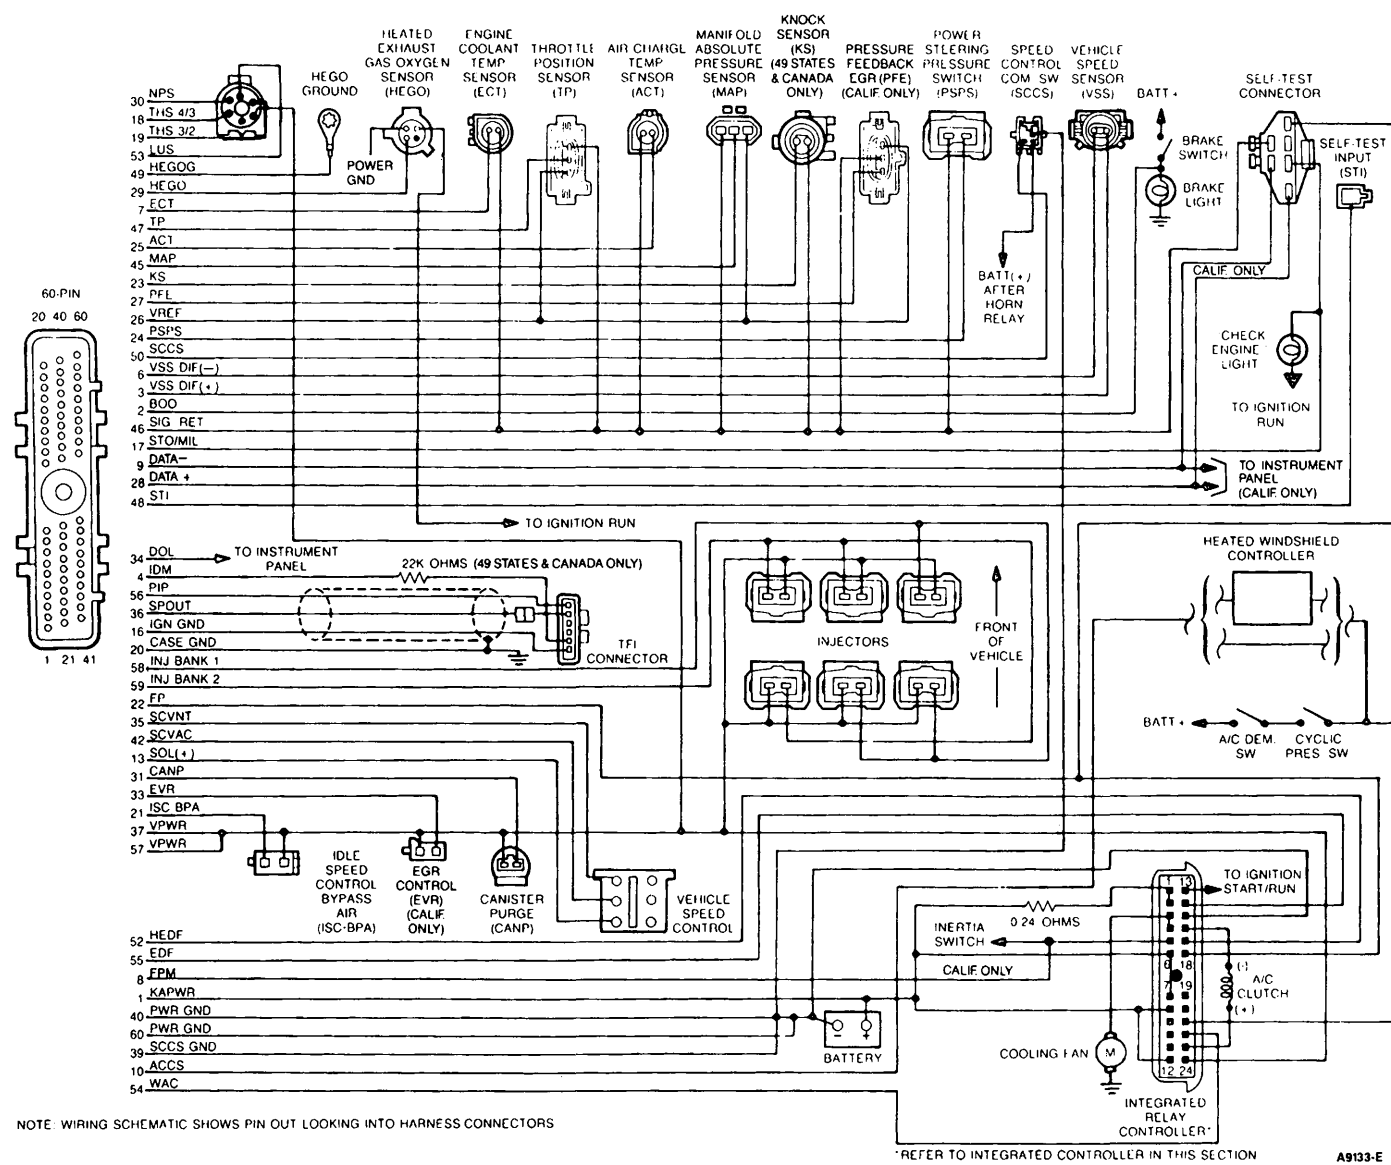 HEATED
EXHAUST
GAS OXYGEN
SENSOR
(HEGO)
ENGINE
COOLANT
TEMP
SENSOR
(ECT)
THROTTLE
POSITION
SENSOR
(TP)
AIR CHARGE
TEMP
SENSOR
(ACT)
MANIFOLD
ABSOLUTE
PRESSURE
SENSOR
(MAP)
KNOCK
SENSOR
(KS)
(49 STATES
& CANADA
ONLY)
PRESSURE
FEEDBACK
EGR (PFE)
(CALIF. ONLY)
POWER
STEERING
PRESSURE
SWITCH
(PSPS)
SPEED
CONTROL
COM SW
(SCCS)
VEHICLE
SPEED
SENSOR
(VSS)
BATT +
SELF-TEST
CONNECTOR
HEGO
GROUND
POWER
GND
BRAKE
SWITCH
BRAKE
LIGHT
SELF-TEST
INPUT
(STI)
30 NPS
18 THS 4/3
19 THS 3/2
53 LUS
49 HEGOG
29 HEGO
7 ECT
47 TP
25 ACT
45 MAP
23 KS
27 PFE
26 VREF
24 PSPS
50 SCCS
6 VSS DIF(−)
3 VSS DIF(+)
2 BOO
46 SIG RET
17 STO/MIL
9 DATA−
28 DATA +
48 STI
60-PIN
20 40 60
1 21 41
BATT(+)
AFTER
HORN
RELAY
CALIF. ONLY
CHECK
ENGINE
LIGHT
TO IGNITION
RUN
TO INSTRUMENT
PANEL
(CALIF. ONLY)
TO IGNITION RUN
34 DOL
TO INSTRUMENT
PANEL
4 IDM
22K OHMS (49 STATES & CANADA ONLY)
56 PIP
36 SPOUT
16 IGN GND
20 CASE GND
58 INJ BANK 1
59 INJ BANK 2
22 FP
35 SCVNT
42 SCVAC
13 SOL(+)
31 CANP
33 EVR
21 ISC BPA
37 VPWR
57 VPWR
TFI
CONNECTOR
INJECTORS
FRONT
OF
VEHICLE
HEATED WINDSHIELD
CONTROLLER
BATT +
A/C DEM.
SW
CYCLIC
PRES SW
IDLE
SPEED
CONTROL
BYPASS
AIR
(ISC-BPA)
EGR
CONTROL
(EVR)
(CALIF.
ONLY)
CANISTER
PURGE
(CANP)
VEHICLE
SPEED
CONTROL
52 HEDF
55 EDF
8 FPM
1 KAPWR
40 PWR GND
60 PWR GND
39 SCCS GND
10 ACCS
54 WAC
− +
BATTERY
INERTIA
SWITCH
0.24 OHMS
CALIF. ONLY
1 13
6 18
7 19
12 24
TO IGNITION
START/RUN
(-)
A/C
CLUTCH
(+)
COOLING FAN
M
INTEGRATED
RELAY
CONTROLLER*
NOTE: WIRING SCHEMATIC SHOWS PIN OUT LOOKING INTO HARNESS CONNECTORS
*REFER TO INTEGRATED CONTROLLER IN THIS SECTION
A9133-E